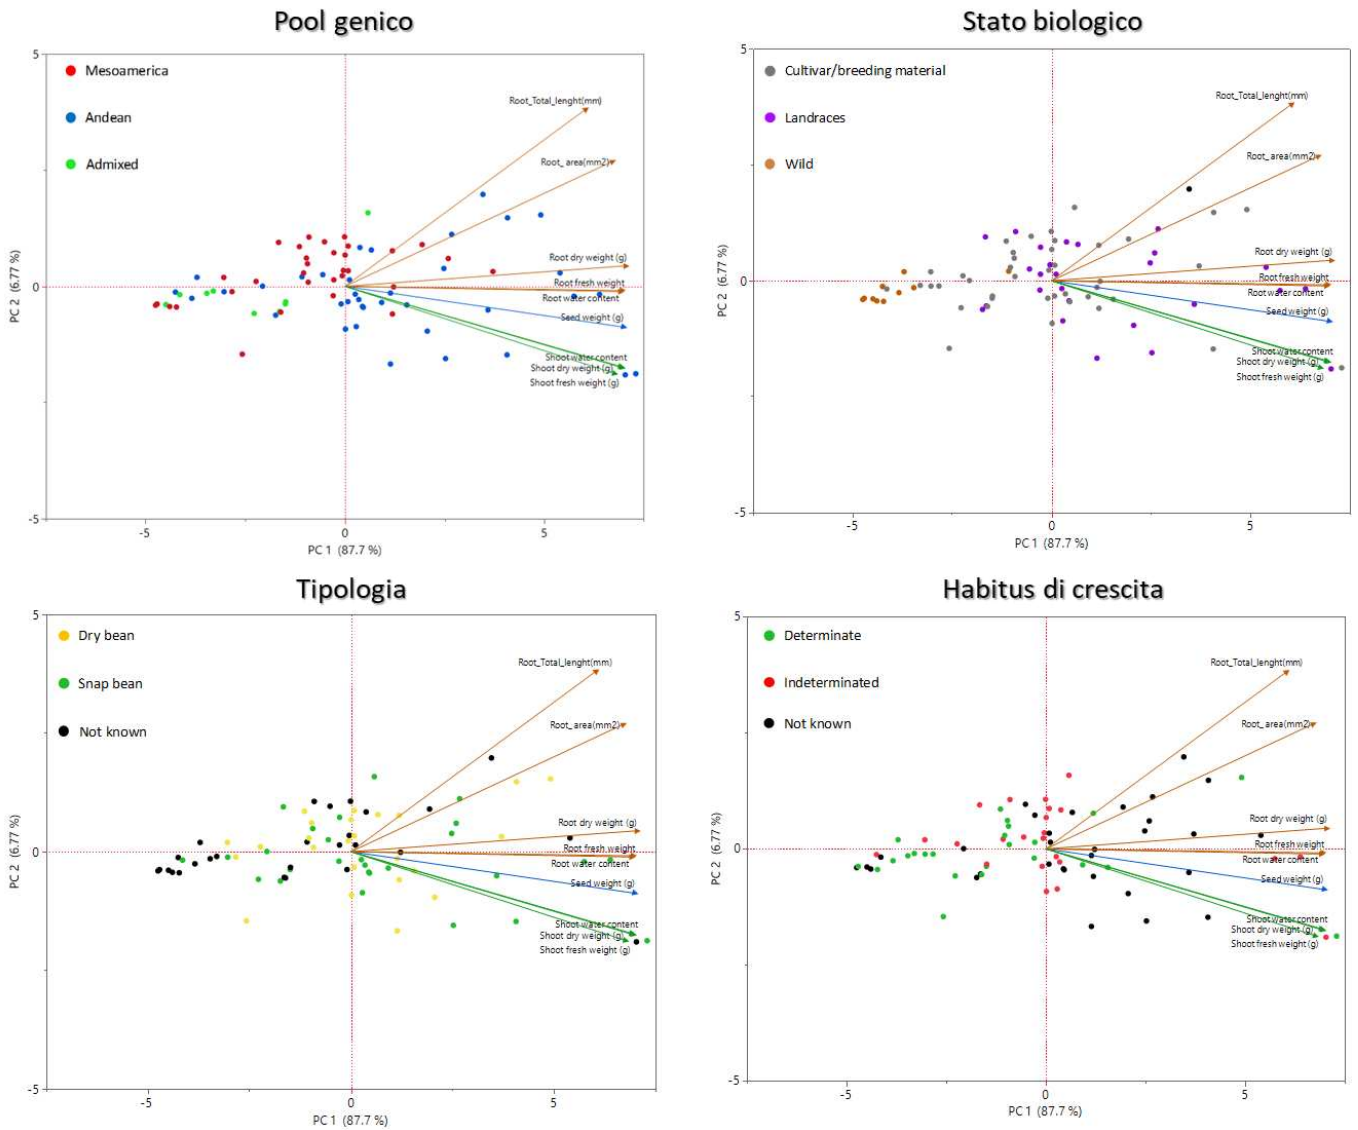 Pool genico
5
Mesoamerica
Andean
Admixed
Root_Total_lenght(mm)
Root_ area(mm2)
Root dry weight (g)
Root fresh weight
Root water content
Seed weight (g)
Shoot water content
Shoot dry weight (g)
Shoot fresh weight (g)
0
-5
PC 2 (6.77 %)
-5
0
5
PC 1 (87.7 %)
Stato biologico
5
Cultivar/breeding material
Landraces
Wild
Root_Total_lenght(mm)
Root_ area(mm2)
Root dry weight (g)
Root fresh weight
Root water content
Seed weight (g)
Shoot water content
Shoot dry weight (g)
Shoot fresh weight (g)
0
-5
PC 2 (6.77 %)
-5
0
5
PC 1 (87.7 %)
Tipologia
5
Dry bean
Snap bean
Not known
Root_Total_lenght(mm)
Root_ area(mm2)
Root dry weight (g)
Root fresh weight
Root water content
Seed weight (g)
Shoot water content
Shoot dry weight (g)
Shoot fresh weight (g)
0
-5
PC 2 (6.77 %)
-5
0
5
PC 1 (87.7 %)
Habitus di crescita
5
Determinate
Indeterminated
Not known
Root_Total_lenght(mm)
Root_ area(mm2)
Root dry weight (g)
Root fresh weight
Root water content
Seed weight (g)
Shoot water content
Shoot dry weight (g)
Shoot fresh weight (g)
0
-5
PC 2 (6.77 %)
-5
0
5
PC 1 (87.7 %)